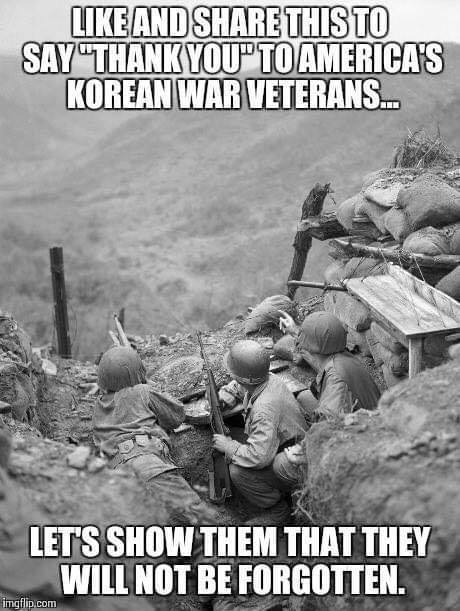 LIKE AND SHARE THIS TO
SAY "THANK YOU" TO AMERICA'S
KOREAN WAR VETERANS...
LET'S SHOW THEM THAT THEY
WILL NOT BE FORGOTTEN.
imgflip.com